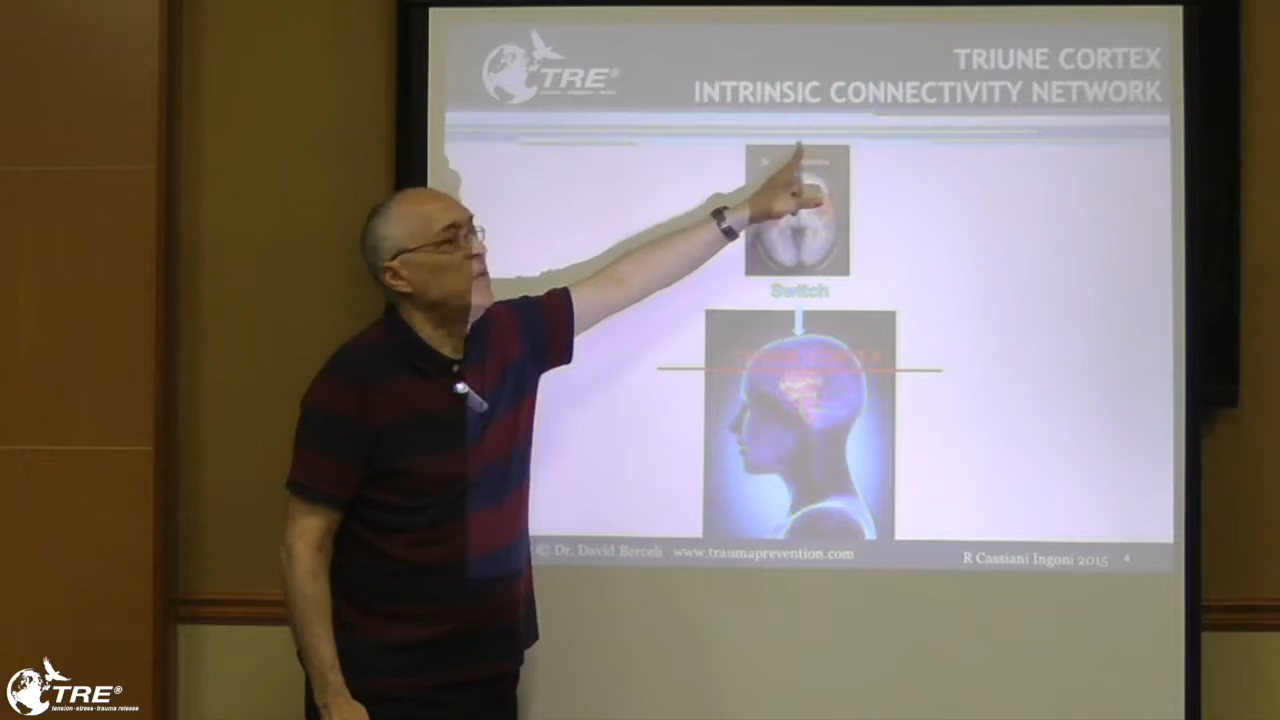 TRE®
TRIUNE CORTEX
INTRINSIC CONNECTIVITY NETWORK
Switch
© Dr. David Berceli www.traumaprevention.com
R Cassiani Ingoni 2015 4
TRE®
tension-stress-trauma release